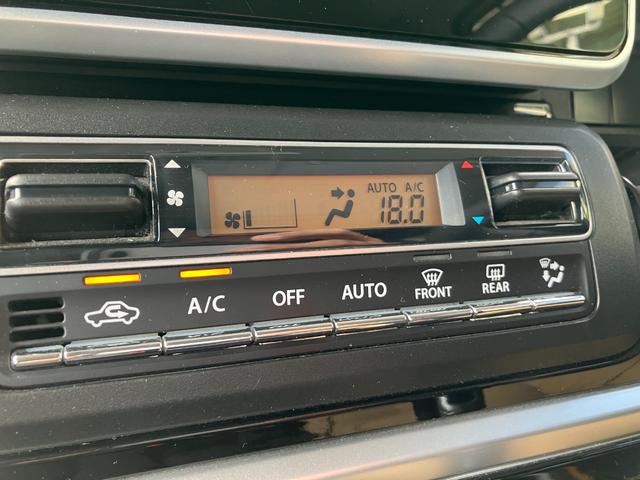 AUTO A/C
18.0
A/C
OFF
AUTO
FRONT
REAR